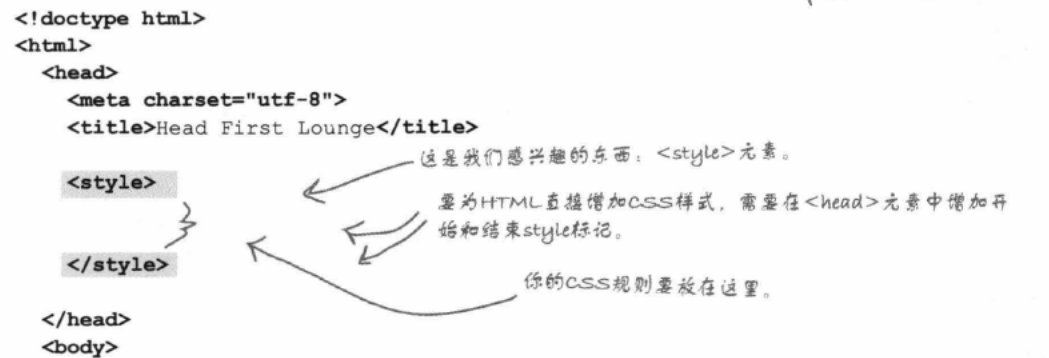 <!doctype html>
<html>
<head>
<meta charset="utf-8">
<title>Head First Lounge</title>
这是我们感兴趣的东西：<style>元素。
<style>
要为HTML直接增加CSS样式，需要在<head>元素中增加开
始和结束style标记。
</style>
你的CSS规则要放在这里。
</head>
<body>